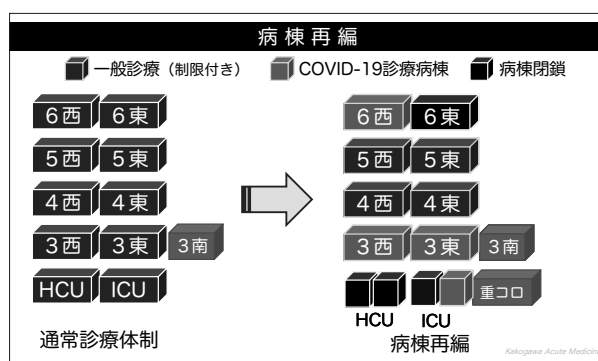 病棟再編
一般診療（制限付き） COVID-19診療病棟 病棟閉鎖
6西 6東 6西 6東
5西 5東 5西 5東
4西 4東 4西 4東
3西 3東 3南 3西 3東 3南
HCU ICU 重コロ
HCU ICU
通常診療体制 病棟再編
Kakogawa Acute Medicine